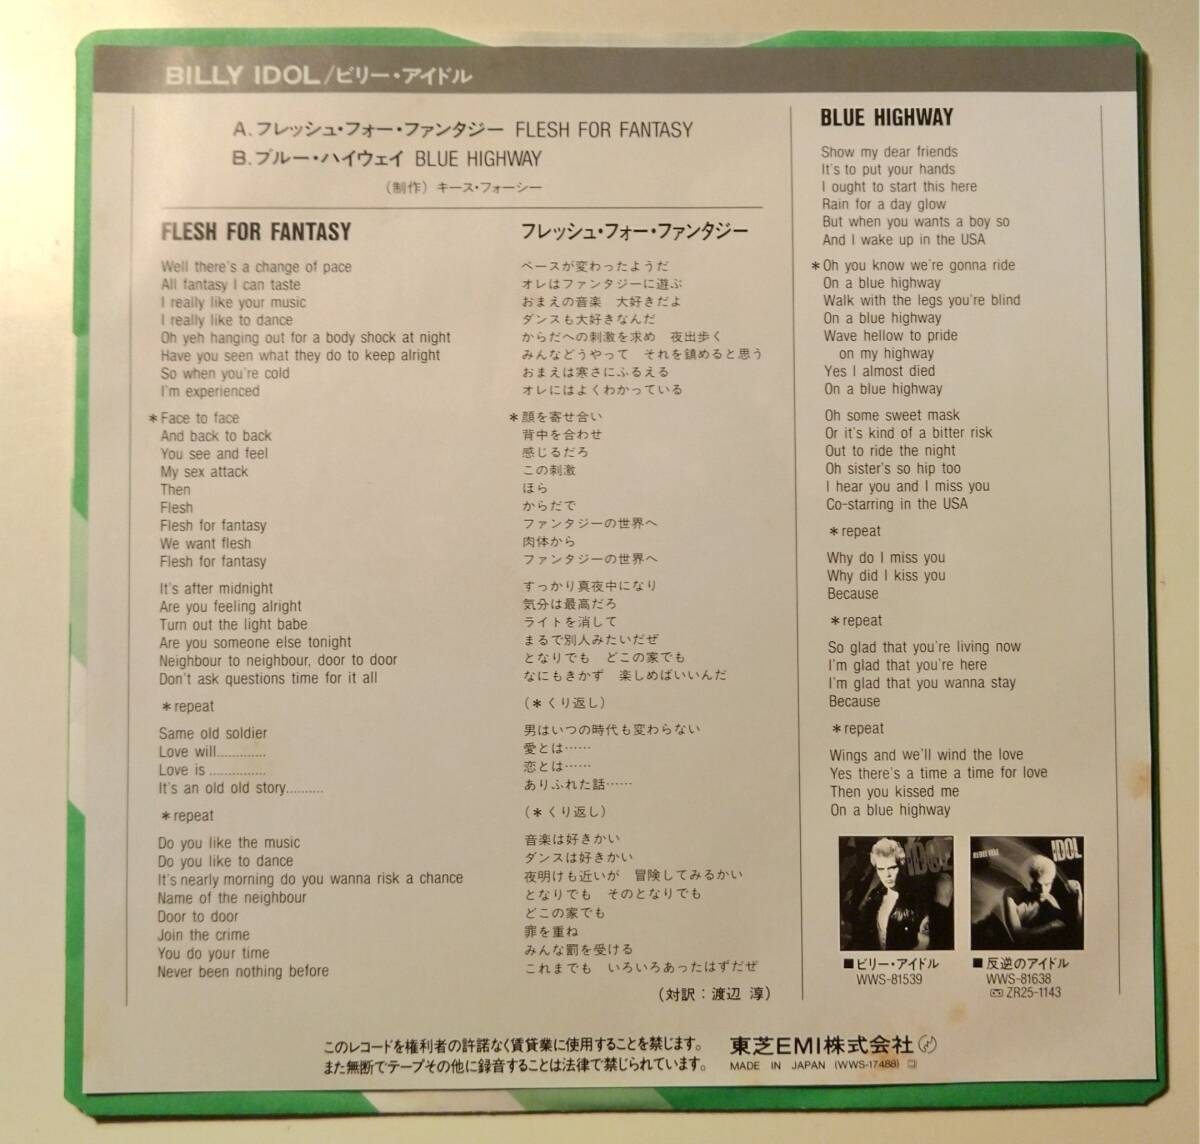 BILLY IDOL/ビリー・アイドル
A. フレッシュ・フォー・ファンタジー FLESH FOR FANTASY
B. ブルー・ハイウェイ BLUE HIGHWAY
（制作）キース・フォーシー
FLESH FOR FANTASY
Well there's a change of pace
All fantasy I can taste
I really like your music
I really like to dance
Oh yeh hanging out for a body shock at night
Have you seen what they do to keep alright
So when you're cold
I'm experienced
＊Face to face
And back to back
You see and feel
My sex attack
Then
Flesh
Flesh for fantasy
We want flesh
Flesh for fantasy
It's after midnight
Are you feeling alright
Turn out the light babe
Are you someone else tonight
Neighbour to neighbour, door to door
Don't ask questions time for it all
＊repeat
Same old soldier
Love will.............
Love is ...............
It's an old old story..........
＊repeat
Do you like the music
Do you like to dance
It's nearly morning do you wanna risk a chance
Name of the neighbour
Door to door
Join the crime
You do your time
Never been nothing before
フレッシュ・フォー・ファンタジー
ペースが変わったようだ
オレはファンタジーに遊ぶ
おまえの音楽　大好きだよ
ダンスも大好きなんだ
からだへの刺激を求め　夜出歩く
みんなどうやって　それを鎮めると思う
おまえは寒さにふるえる
オレにはよくわかっている
＊顔を寄せ合い
背中を合わせ
感じるだろ
この刺激
ほら
からだで
ファンタジーの世界へ
肉体から
ファンタジーの世界へ
すっかり真夜中になり
気分は最高だろ
ライトを消して
まるで別人みたいだぜ
となりでも　どこの家でも
なにもきかず　楽しめばいいんだ
（＊くり返し）
男はいつの時代も変わらない
愛とは……
恋とは……
ありふれた話……
（＊くり返し）
音楽は好きかい
ダンスは好きかい
夜明けも近いが　冒険してみるかい
となりでも　そのとなりでも
どこの家でも
罪を重ね
みんな罰を受ける
これまでも　いろいろあったはずだぜ
（対訳：渡辺 淳）
BLUE HIGHWAY
Show my dear friends
It's to put your hands
I ought to start this here
Rain for a day glow
But when you wants a boy so
And I wake up in the USA
＊Oh you know we're gonna ride
On a blue highway
Walk with the legs you're blind
On a blue highway
Wave hellow to pride
on my highway
Yes I almost died
On a blue highway
Oh some sweet mask
Or it's kind of a bitter risk
Out to ride the night
Oh sister's so hip too
I hear you and I miss you
Co-starring in the USA
＊repeat
Why do I miss you
Why did I kiss you
Because
＊repeat
So glad that you're living now
I'm glad that you're here
I'm glad that you wanna stay
Because
＊repeat
Wings and we'll wind the love
Yes there's a time a time for love
Then you kissed me
On a blue highway
IDOL
REBEL YELL
IDOL
■ビリー・アイドル
WWS-81539
■反逆のアイドル
WWS-81638
ZR25-1143
このレコードを権利者の許諾なく賃貸業に使用することを禁じます。
また無断でテープその他に録音することは法律で禁じられています。
東芝EMI株式会社
MADE IN JAPAN (WWS-17488)